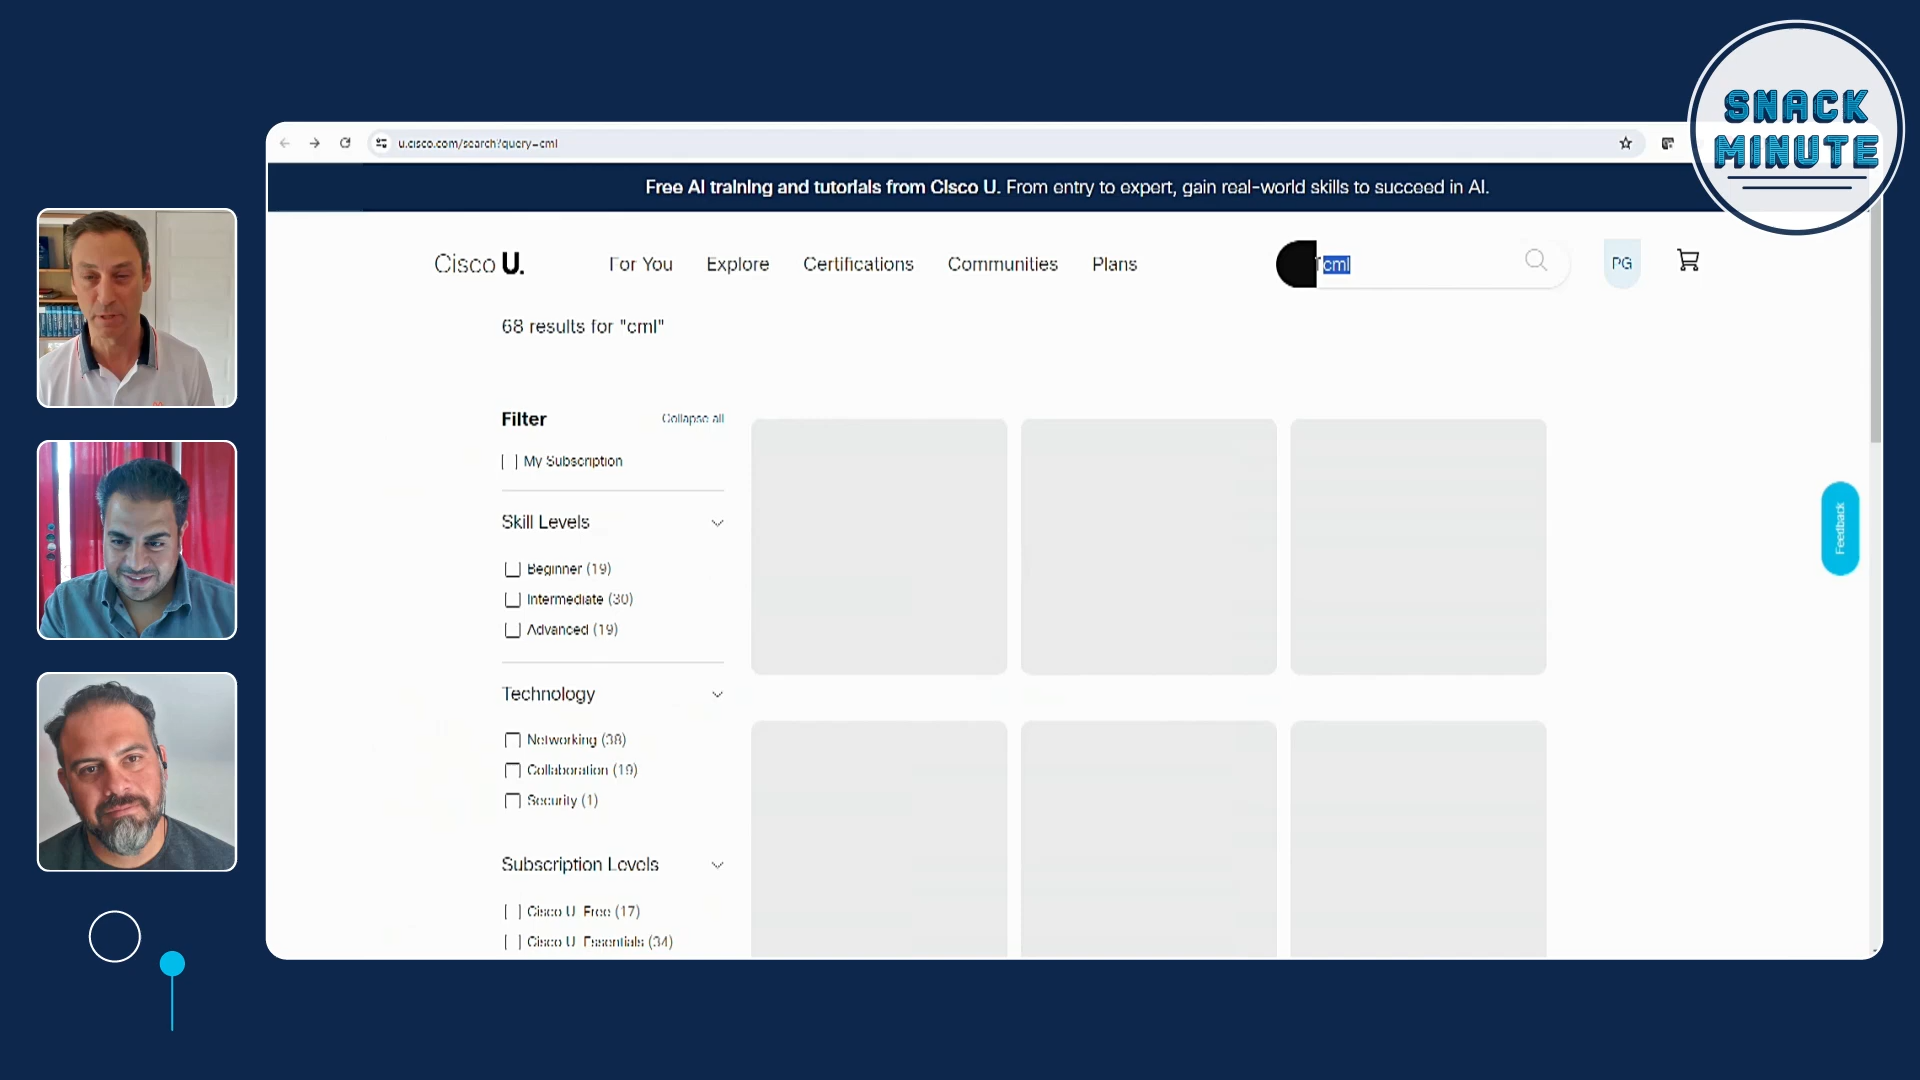 SNACK
MINUTE
u.cisco.com/search?query=cml
Free AI training and tutorials from Cisco U. From entry to expert, gain real-world skills to succeed in AI.
Cisco U.
For You
Explore
Certifications
Communities
Plans
cml
PG
68 results for "cml"
Filter
Collapse all
My Subscription
Skill Levels
Beginner (19)
Intermediate (30)
Advanced (19)
Technology
Networking (38)
Collaboration (19)
Security (1)
Subscription Levels
Cisco U. Free (17)
Cisco U. Essentials (34)
Feedback